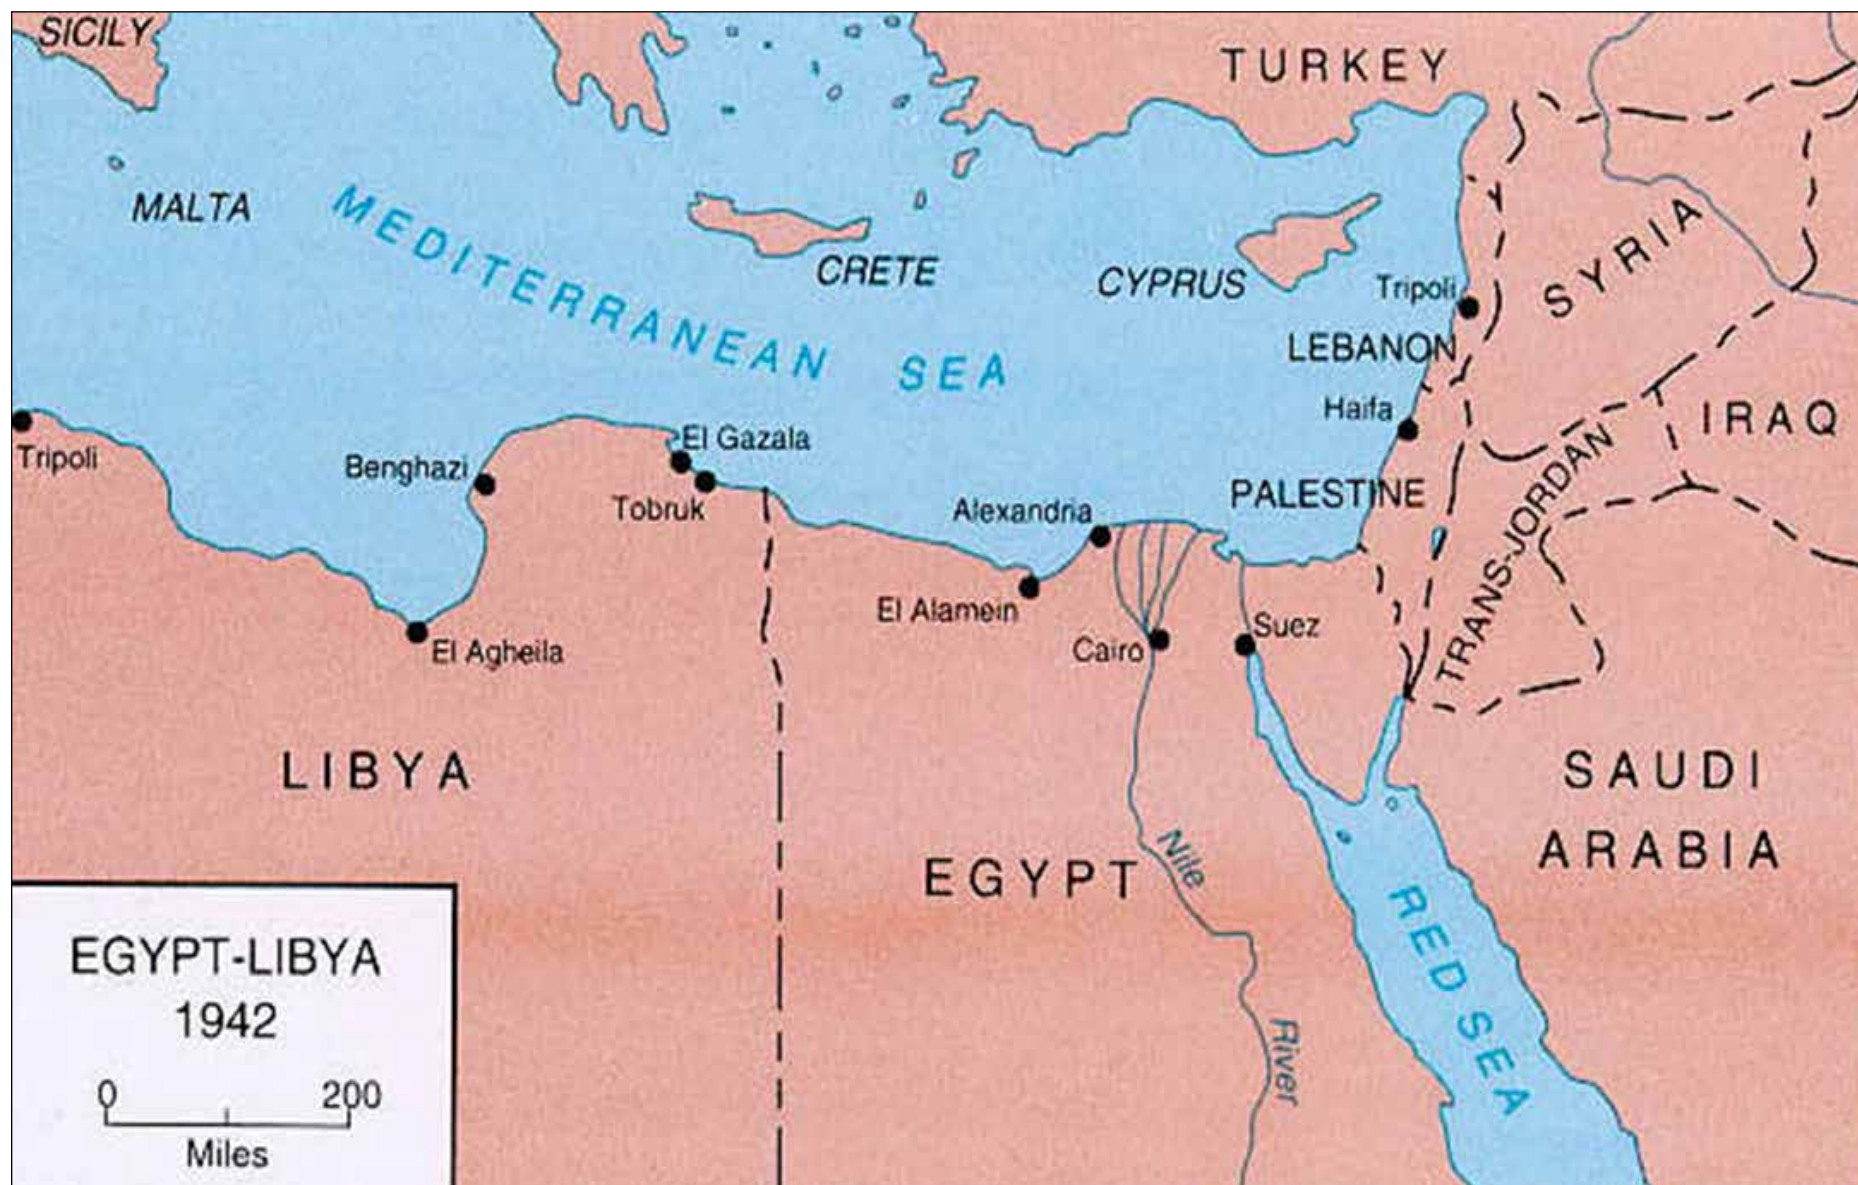 SICILY
TURKEY
MALTA
MEDITERRANEAN SEA
CRETE
CYPRUS
SYRIA
Tripoli
LEBANON
Haifa
IRAQ
Tripoli
Benghazi
El Gazala
Tobruk
Alexandria
PALESTINE
TRANS-JORDAN
El Alamein
Cairo
Suez
El Agheila
LIBYA
EGYPT
Nile
River
SAUDI
ARABIA
RED SEA
EGYPT-LIBYA
1942
0 200
Miles